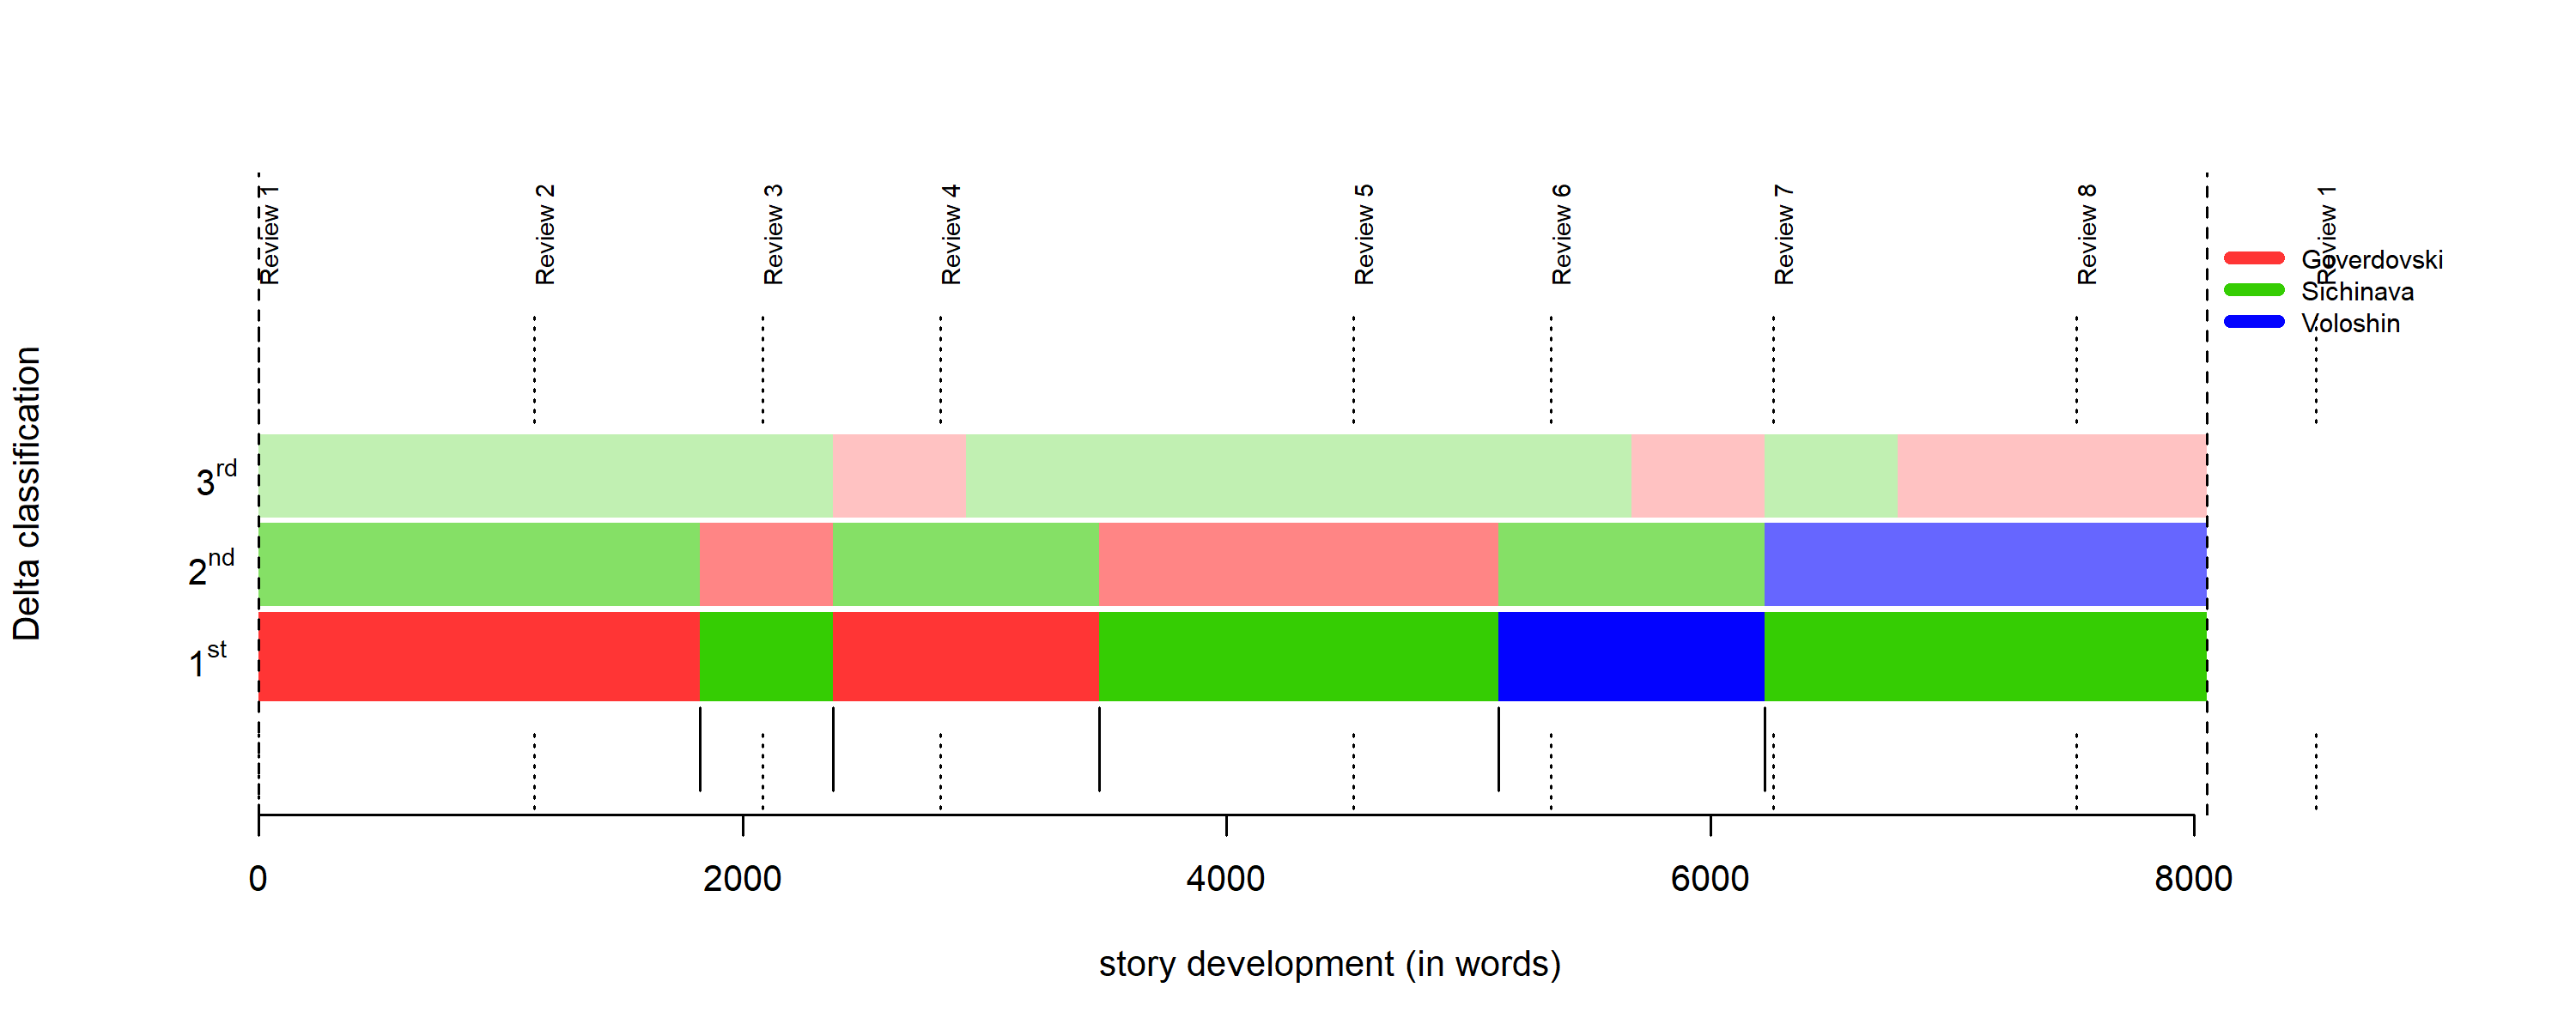 Review 1
Review 2
Review 3
Review 4
Review 5
Review 6
Review 7
Review 8
Review 1
Goverdovski
Sichinava
Voloshin
Delta classification
3rd
2nd
1st
0 2000 4000 6000 8000
story development (in words)